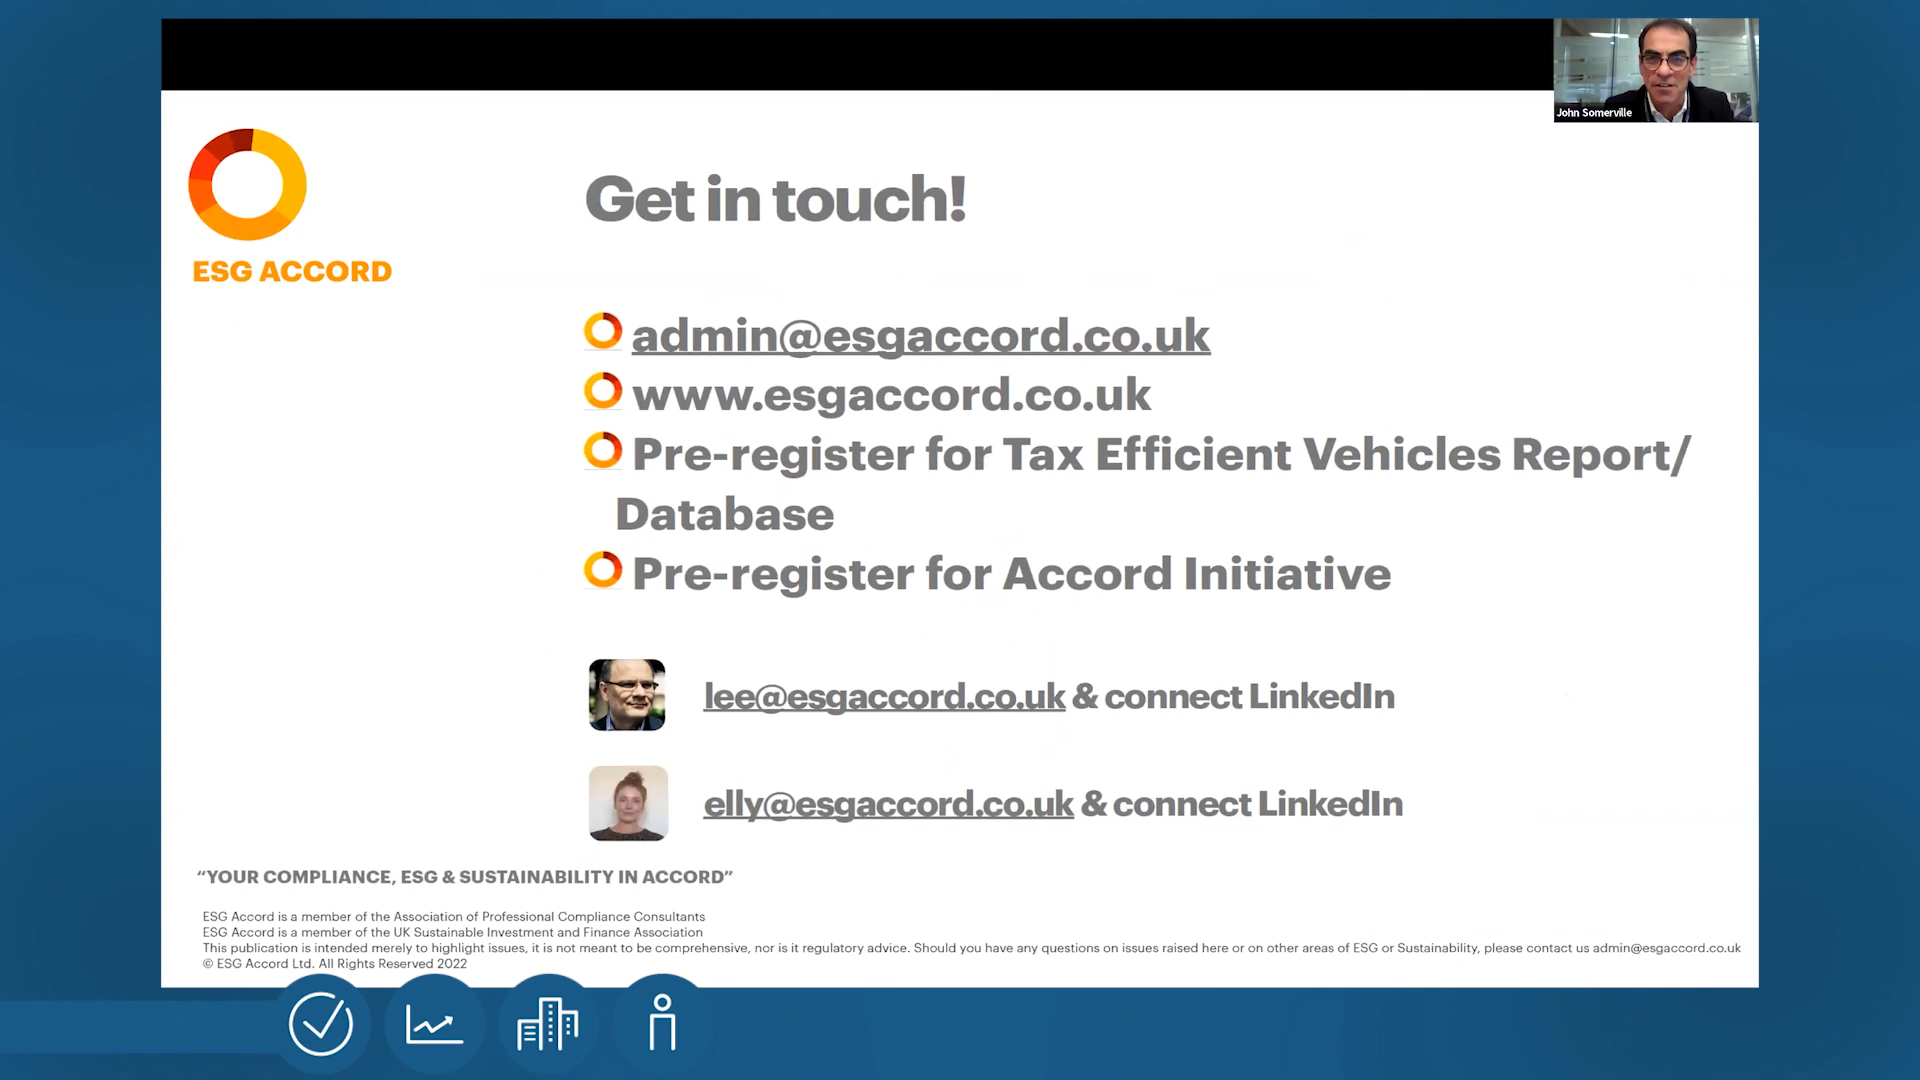 John Somerville
ESG ACCORD
Get in touch!
admin@esgaccord.co.uk
www.esgaccord.co.uk
Pre-register for Tax Efficient Vehicles Report/
Database
Pre-register for Accord Initiative
lee@esgaccord.co.uk & connect LinkedIn
elly@esgaccord.co.uk & connect LinkedIn
“YOUR COMPLIANCE, ESG & SUSTAINABILITY IN ACCORD”
ESG Accord is a member of the Association of Professional Compliance Consultants
ESG Accord is a member of the UK Sustainable Investment and Finance Association
This publication is intended merely to highlight issues, it is not meant to be comprehensive, nor is it regulatory advice. Should you have any questions on issues raised here or on other areas of ESG or Sustainability, please contact us admin@esgaccord.co.uk
© ESG Accord Ltd. All Rights Reserved 2022